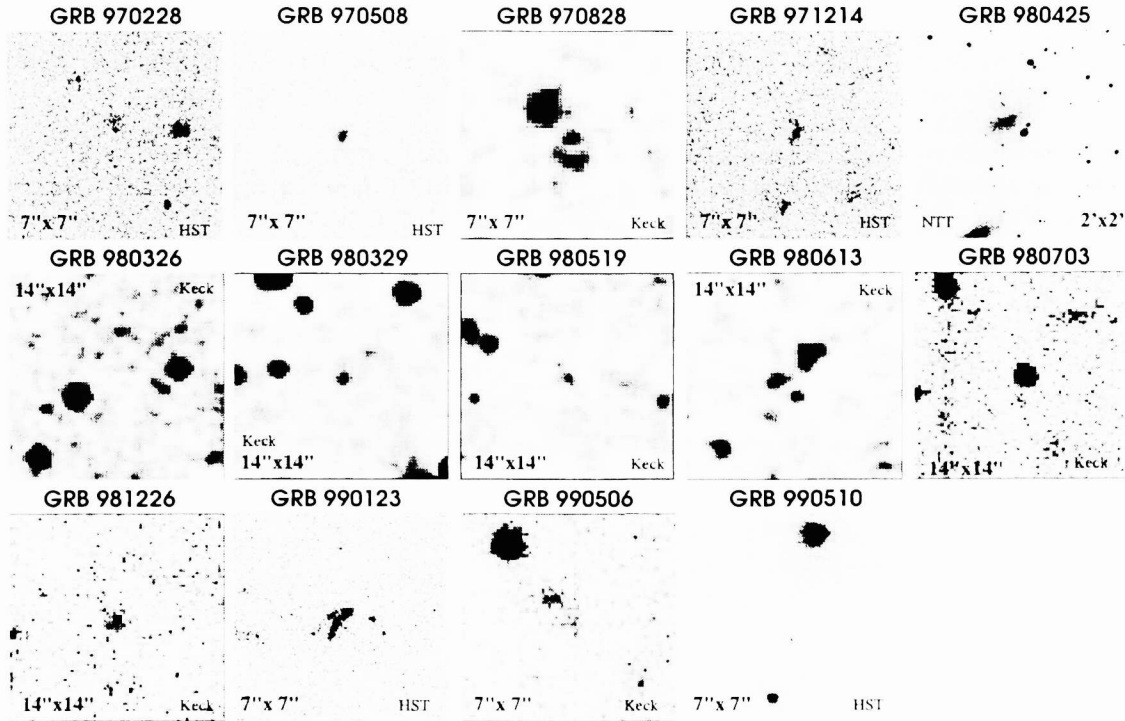 GRB 970228
GRB 970508
GRB 970828
GRB 971214
GRB 980425
7"x 7"
HST
7"x 7"
HST
7"x 7"
Keck
7"x 7"
HST
NTT
2'x2'
GRB 980326
GRB 980329
GRB 980519
GRB 980613
GRB 980703
14"x14"
Keck
Keck
14"x14"
14"x14"
Keck
14"x14"
Keck
14"x14"
Keck
GRB 981226
GRB 990123
GRB 990506
GRB 990510
14"x14"
Keck
7"x 7"
HST
7"x 7"
Keck
7"x 7"
HST